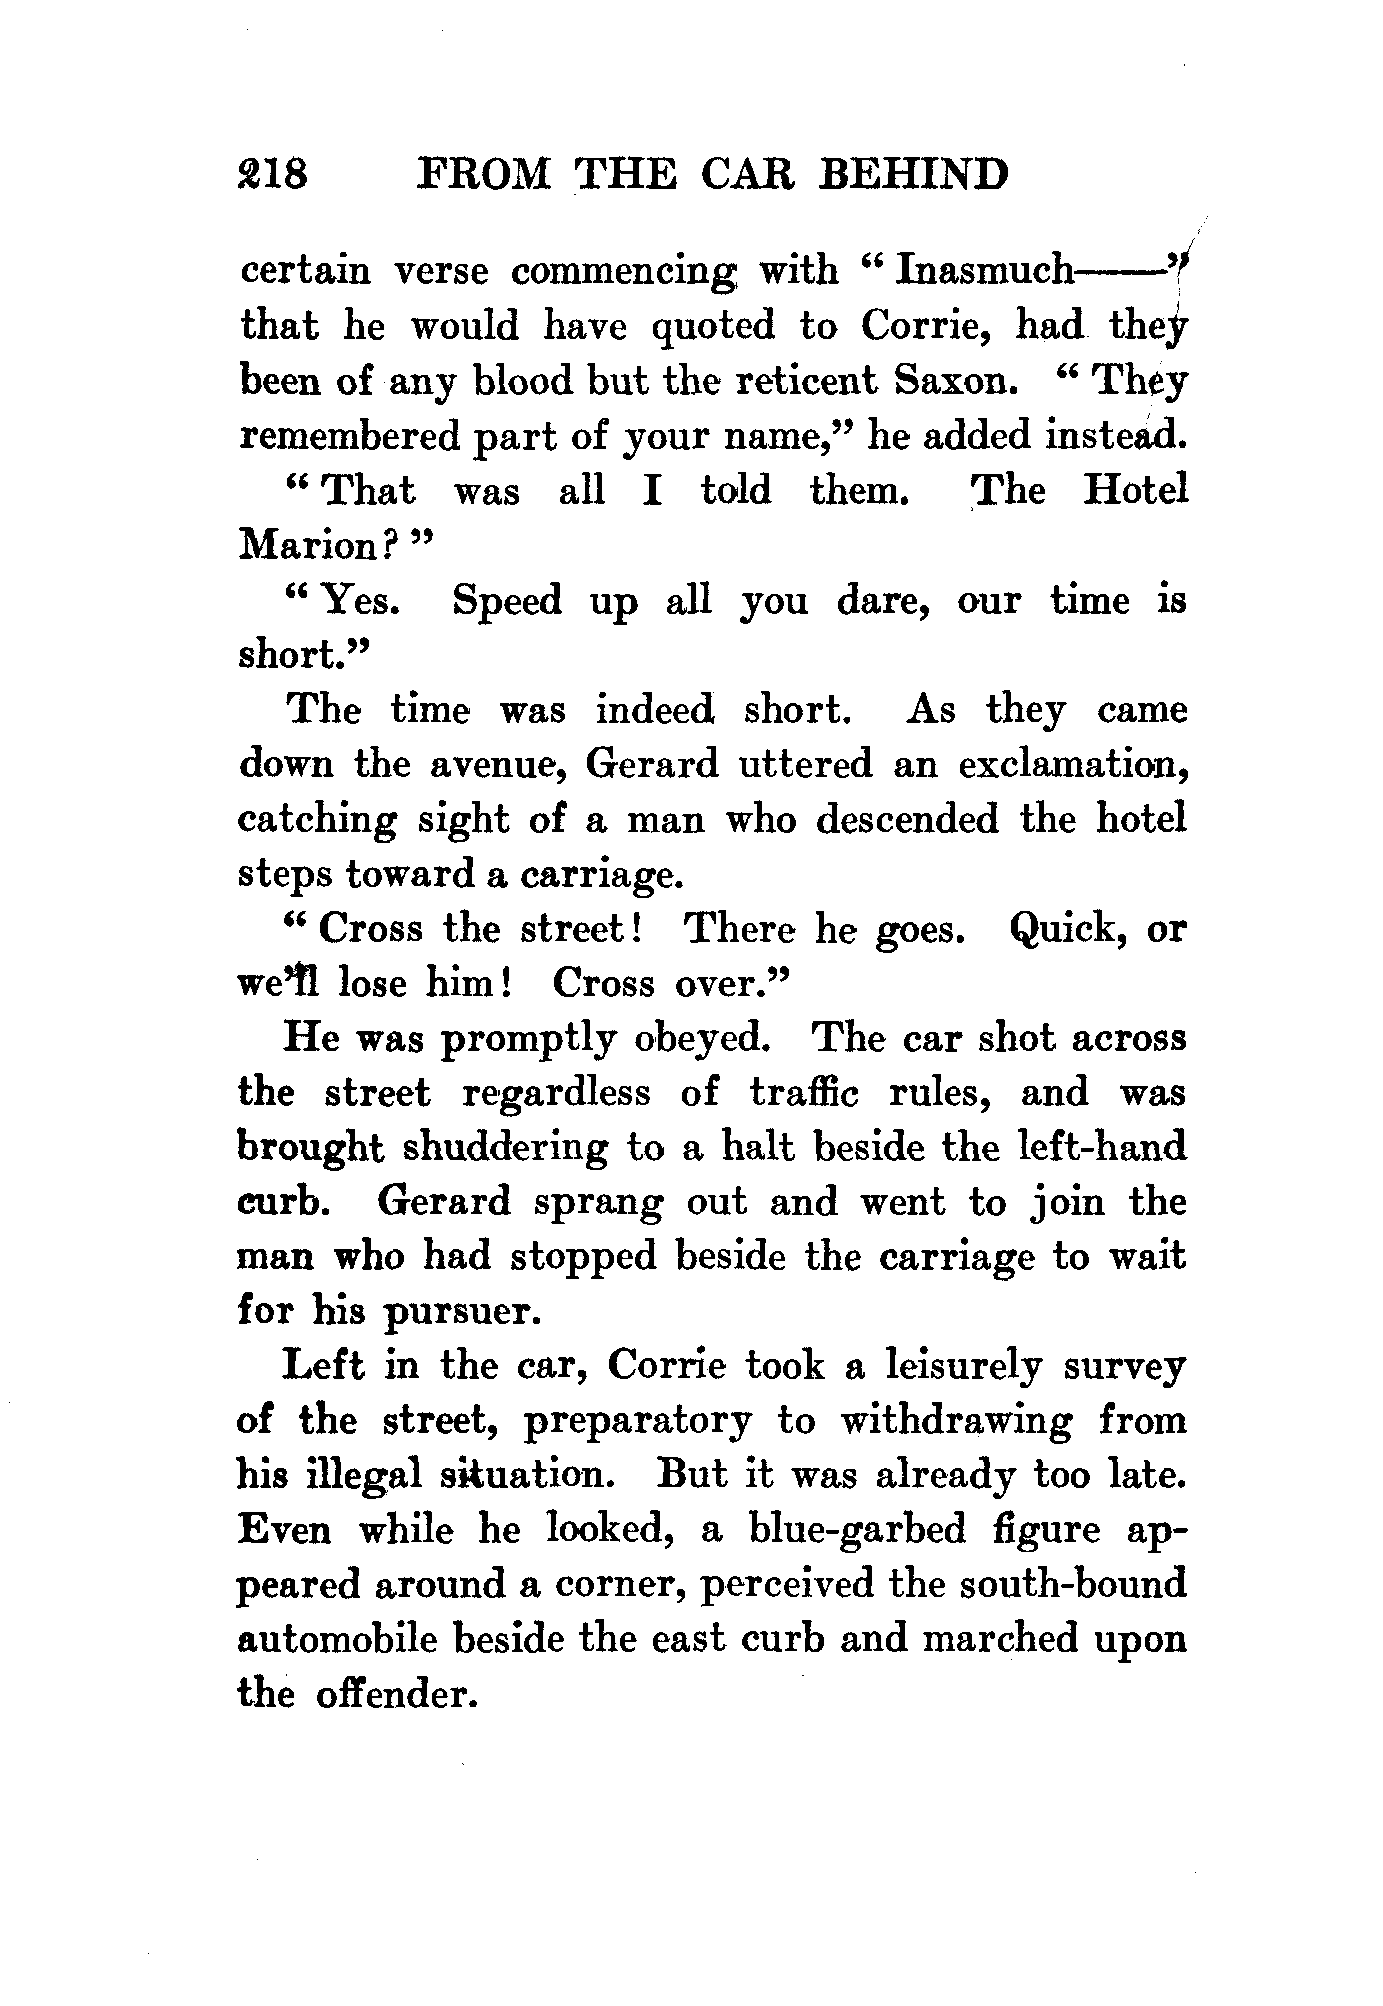 218 FROM THE CAR BEHIND
certain verse commencing with “ Inasmuch——”
that he would have quoted to Corrie, had they
been of any blood but the reticent Saxon. “ They
remembered part of your name,” he added instead.
“ That was all I told them. The Hotel
Marion? ”
“ Yes. Speed up all you dare, our time is
short.”
The time was indeed short. As they came
down the avenue, Gerard uttered an exclamation,
catching sight of a man who descended the hotel
steps toward a carriage.
“ Cross the street! There he goes. Quick, or
we’ll lose him! Cross over.”
He was promptly obeyed. The car shot across
the street regardless of traffic rules, and was
brought shuddering to a halt beside the left-hand
curb. Gerard sprang out and went to join the
man who had stopped beside the carriage to wait
for his pursuer.
Left in the car, Corrie took a leisurely survey
of the street, preparatory to withdrawing from
his illegal situation. But it was already too late.
Even while he looked, a blue-garbed figure ap-
peared around a corner, perceived the south-bound
automobile beside the east curb and marched upon
the offender.